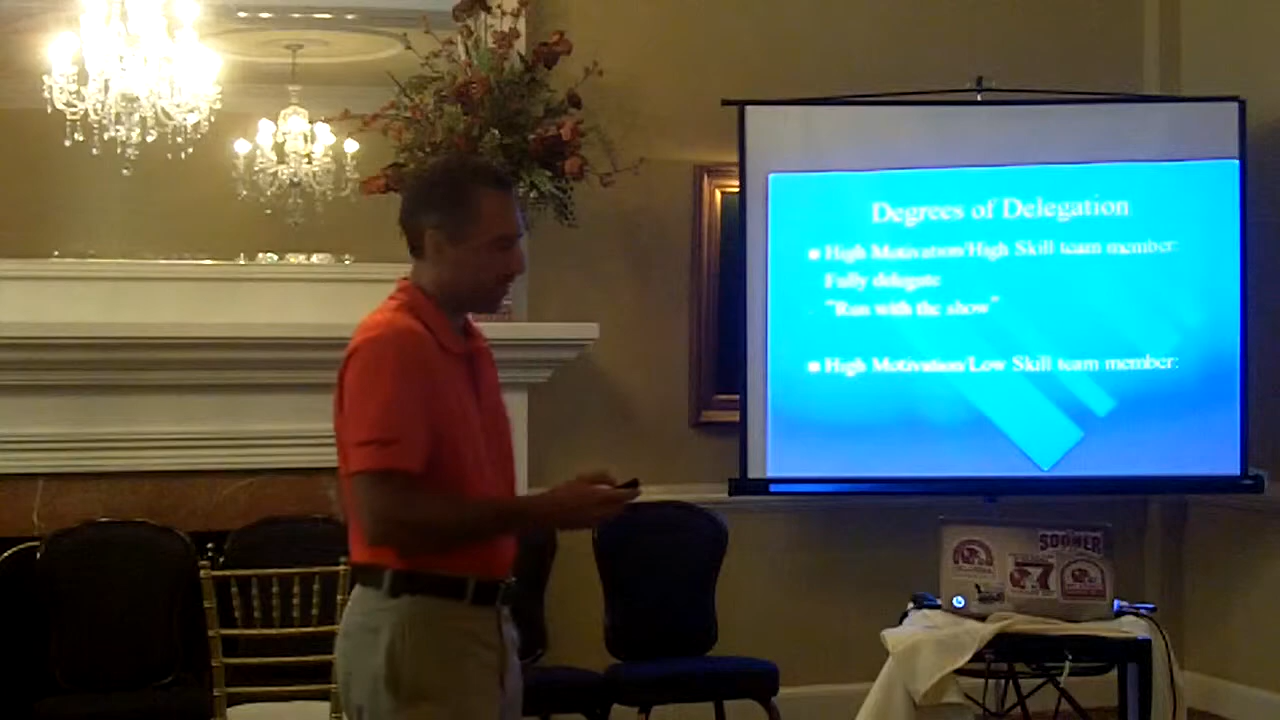 Degrees of Delegation
High Motivation/High Skill team member:
Fully delegate
"Run with the show"
High Motivation/Low Skill team member:
SOONER